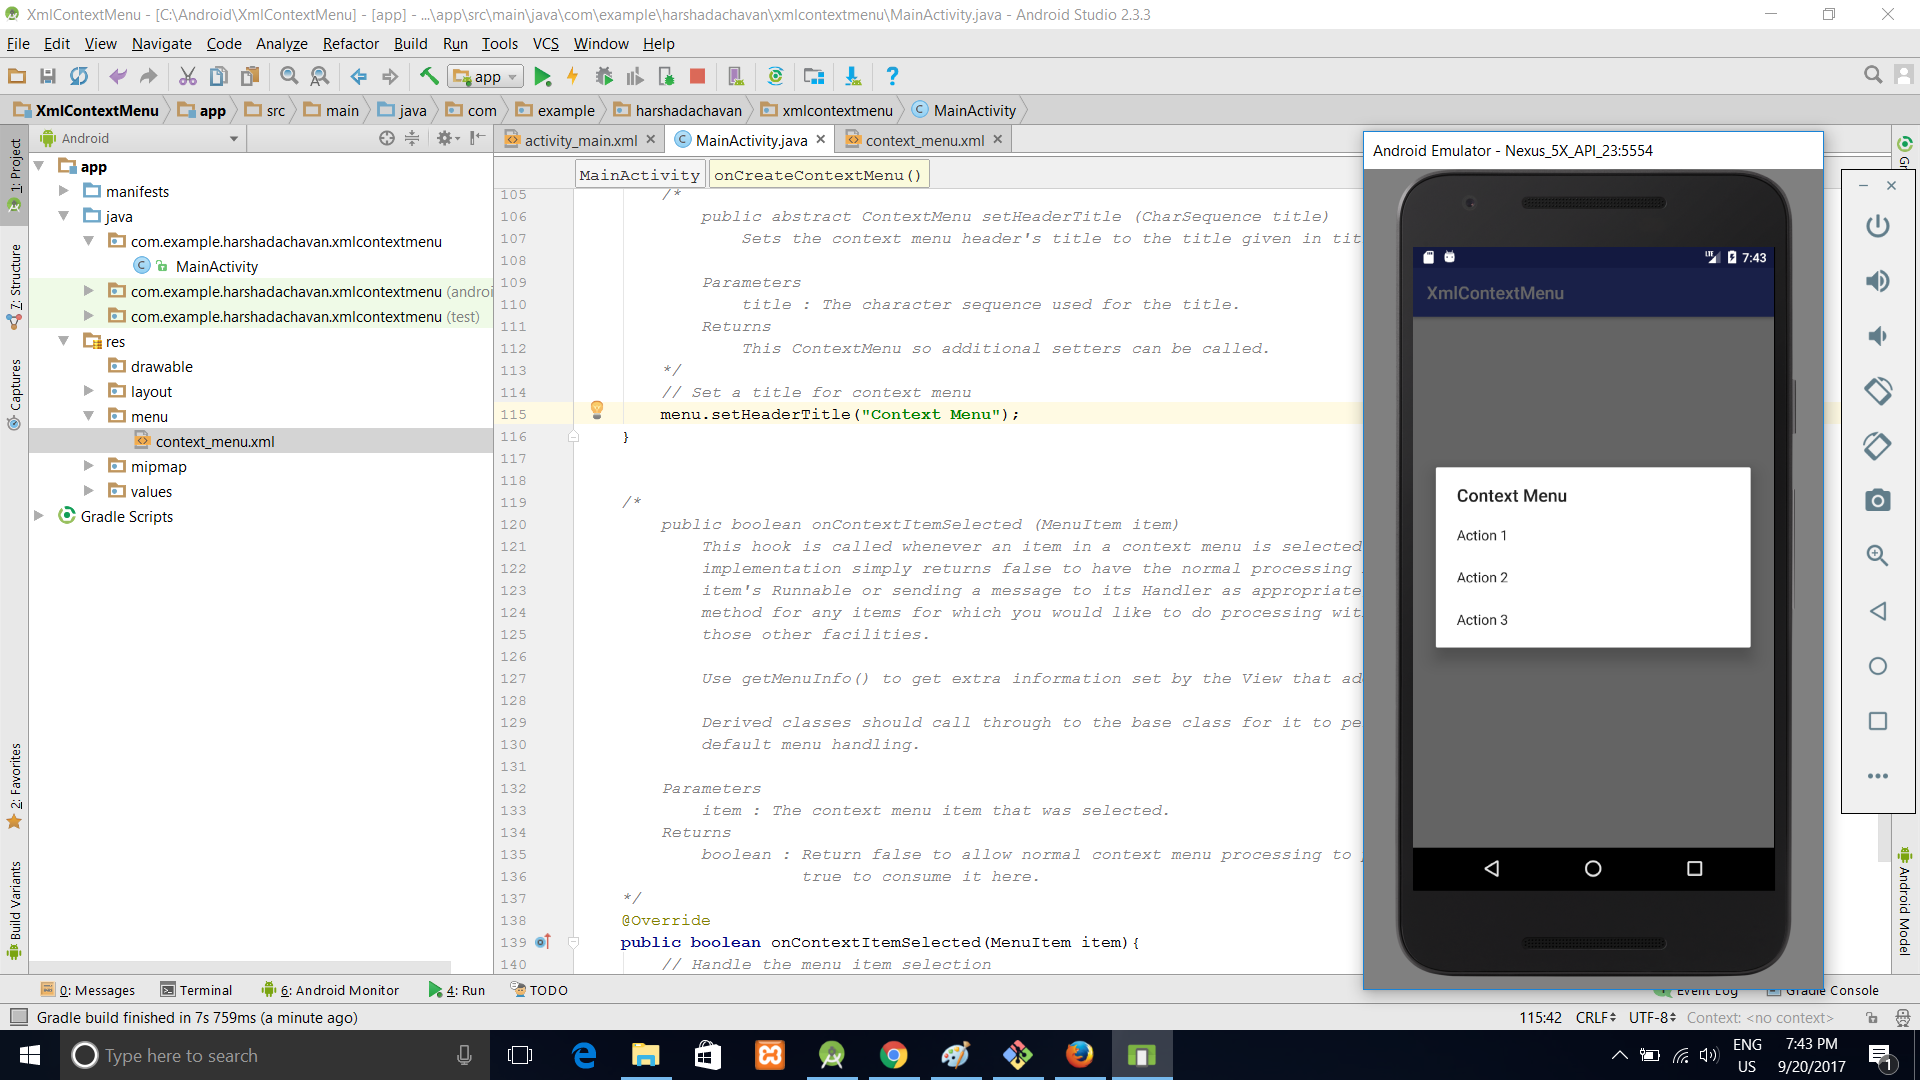 XmlContextMenu - [C:\Android\XmlContextMenu] - [app] - ...\app\src\main\java\com\example\harshadachavan\xmlcontextmenu\MainActivity.java - Android Studio 2.3.3
File Edit View Navigate Code Analyze Refactor Build Run Tools VCS Window Help
app
XmlContextMenu app src main java com example harshadachavan xmlcontextmenu MainActivity
Android
activity_main.xml MainActivity.java context_menu.xml
MainActivity onCreateContextMenu()
1: Project
7: Structure
Captures
2: Favorites
Build Variants
app
manifests
java
com.example.harshadachavan.xmlcontextmenu
MainActivity
com.example.harshadachavan.xmlcontextmenu (androi
com.example.harshadachavan.xmlcontextmenu (test)
res
drawable
layout
menu
context_menu.xml
mipmap
values
Gradle Scripts
105 /*
106 public abstract ContextMenu setHeaderTitle (CharSequence title)
107 Sets the context menu header's title to the title given in tit
108
109 Parameters
110 title : The character sequence used for the title.
111 Returns
112 This ContextMenu so additional setters can be called.
113 */
114 // Set a title for context menu
115 menu.setHeaderTitle("Context Menu");
116 }
117
118
119 /*
120 public boolean onContextItemSelected (MenuItem item)
121 This hook is called whenever an item in a context menu is selected
122 implementation simply returns false to have the normal processing
123 item's Runnable or sending a message to its Handler as appropriate
124 method for any items for which you would like to do processing wit
125 those other facilities.
126
127 Use getMenuInfo() to get extra information set by the View that ad
128
129 Derived classes should call through to the base class for it to pe
130 default menu handling.
131
132 Parameters
133 item : The context menu item that was selected.
134 Returns
135 boolean : Return false to allow normal context menu processing to
136 true to consume it here.
137 */
138 @Override
139 public boolean onContextItemSelected(MenuItem item){
140 // Handle the menu item selection
Android Emulator - Nexus_5X_API_23:5554
LTE 7:43
XmlContextMenu
Context Menu
Action 1
Action 2
Action 3
Gr
Android Model
0: Messages Terminal 6: Android Monitor 4: Run TODO Event Log Gradle Console
Gradle build finished in 7s 759ms (a minute ago) 115:42 CRLF UTF-8 Context: <no context>
Type here to search
ENG
US
7:43 PM
9/20/2017
1